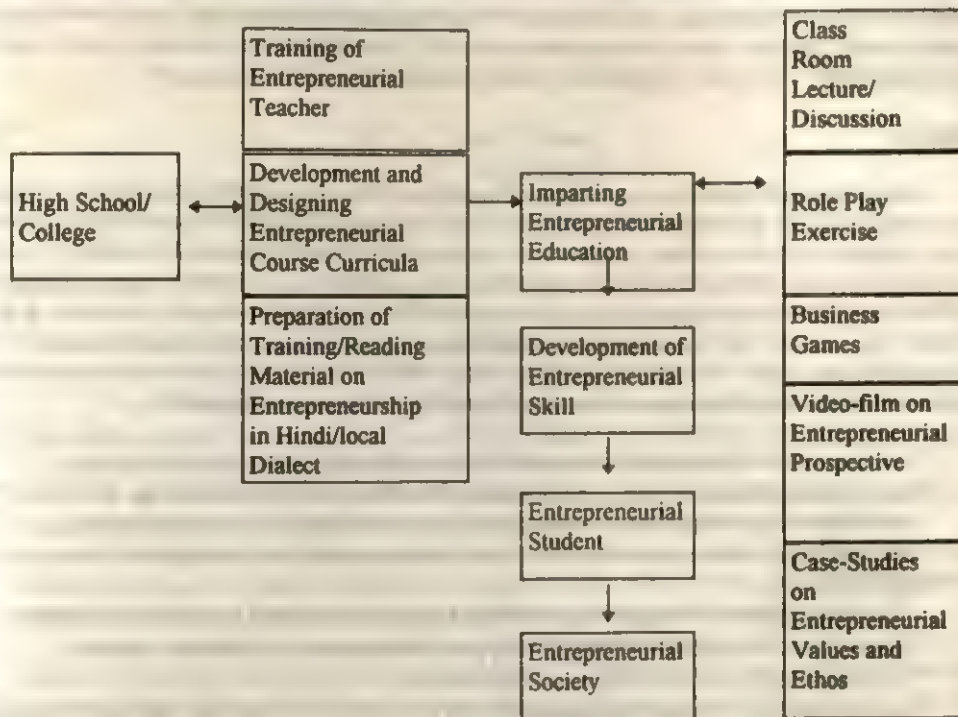 High School/
College
Training of
Entrepreneurial
Teacher
Development and
Designing
Entrepreneurial
Course Curricula
Preparation of
Training/Reading
Material on
Entrepreneurship
in Hindi/local
Dialect
Imparting
Entrepreneurial
Education
Development of
Entrepreneurial
Skill
Entrepreneurial
Student
Entrepreneurial
Society
Class
Room
Lecture/
Discussion
Role Play
Exercise
Business
Games
Video-film on
Entrepreneurial
Prospective
Case-Studies
on
Entrepreneurial
Values and
Ethos